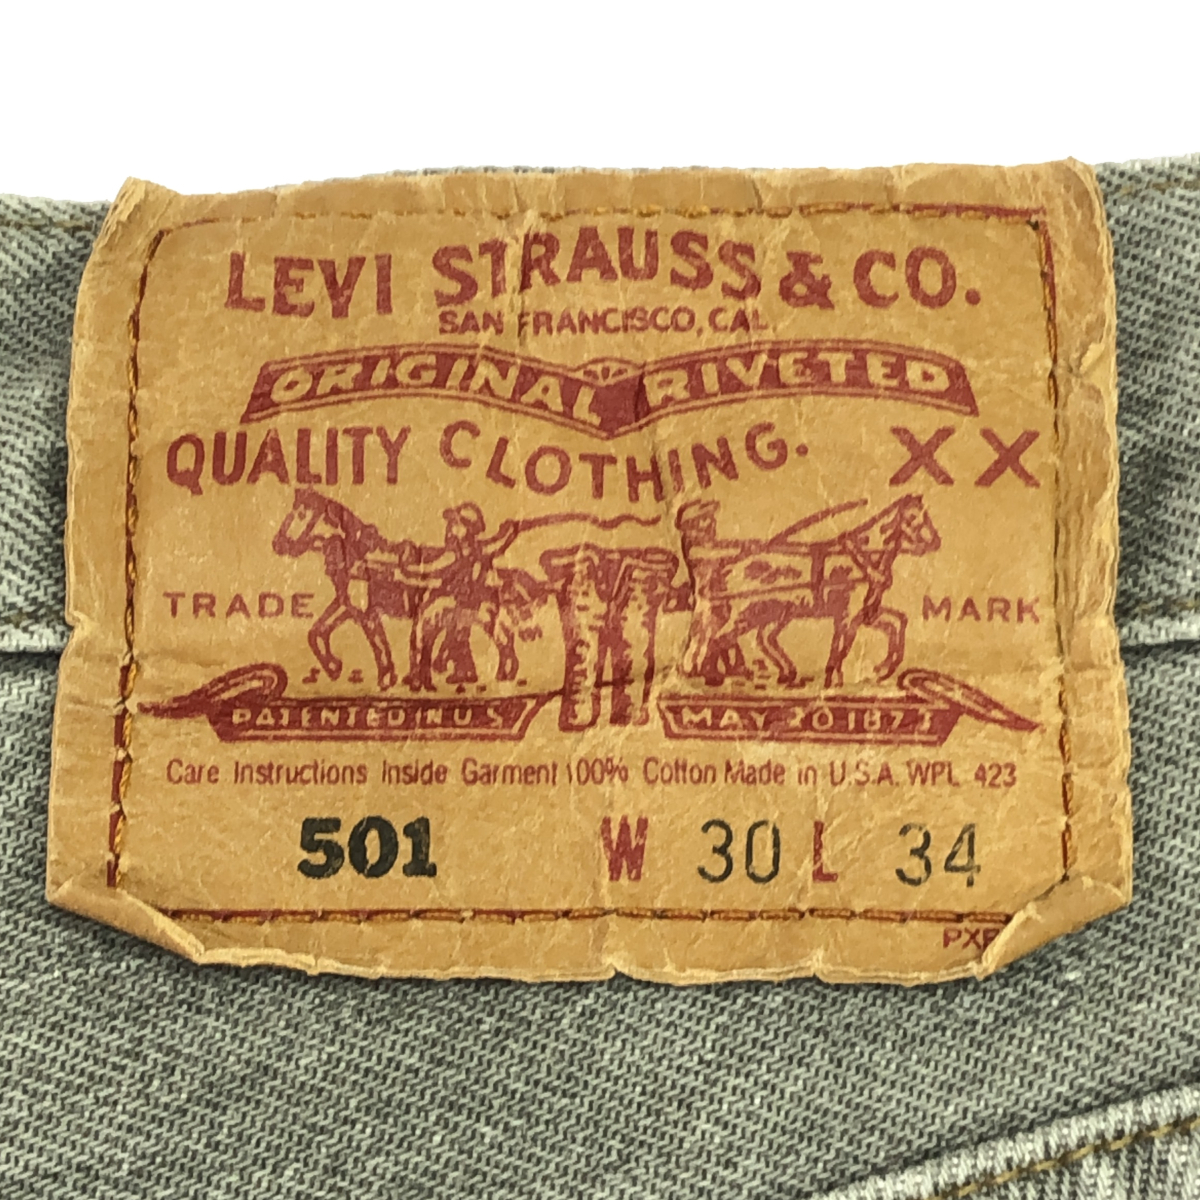 LEVI STRAUSS & CO.
SAN FRANCISCO, CAL.
ORIGINAL RIVETED
QUALITY CLOTHING. XX
TRADE MARK
PATENTED IN U S MAY 20 1873
Care Instructions Inside Garment 100% Cotton Made in U.S.A. WPL 423
501 W 30 L 34